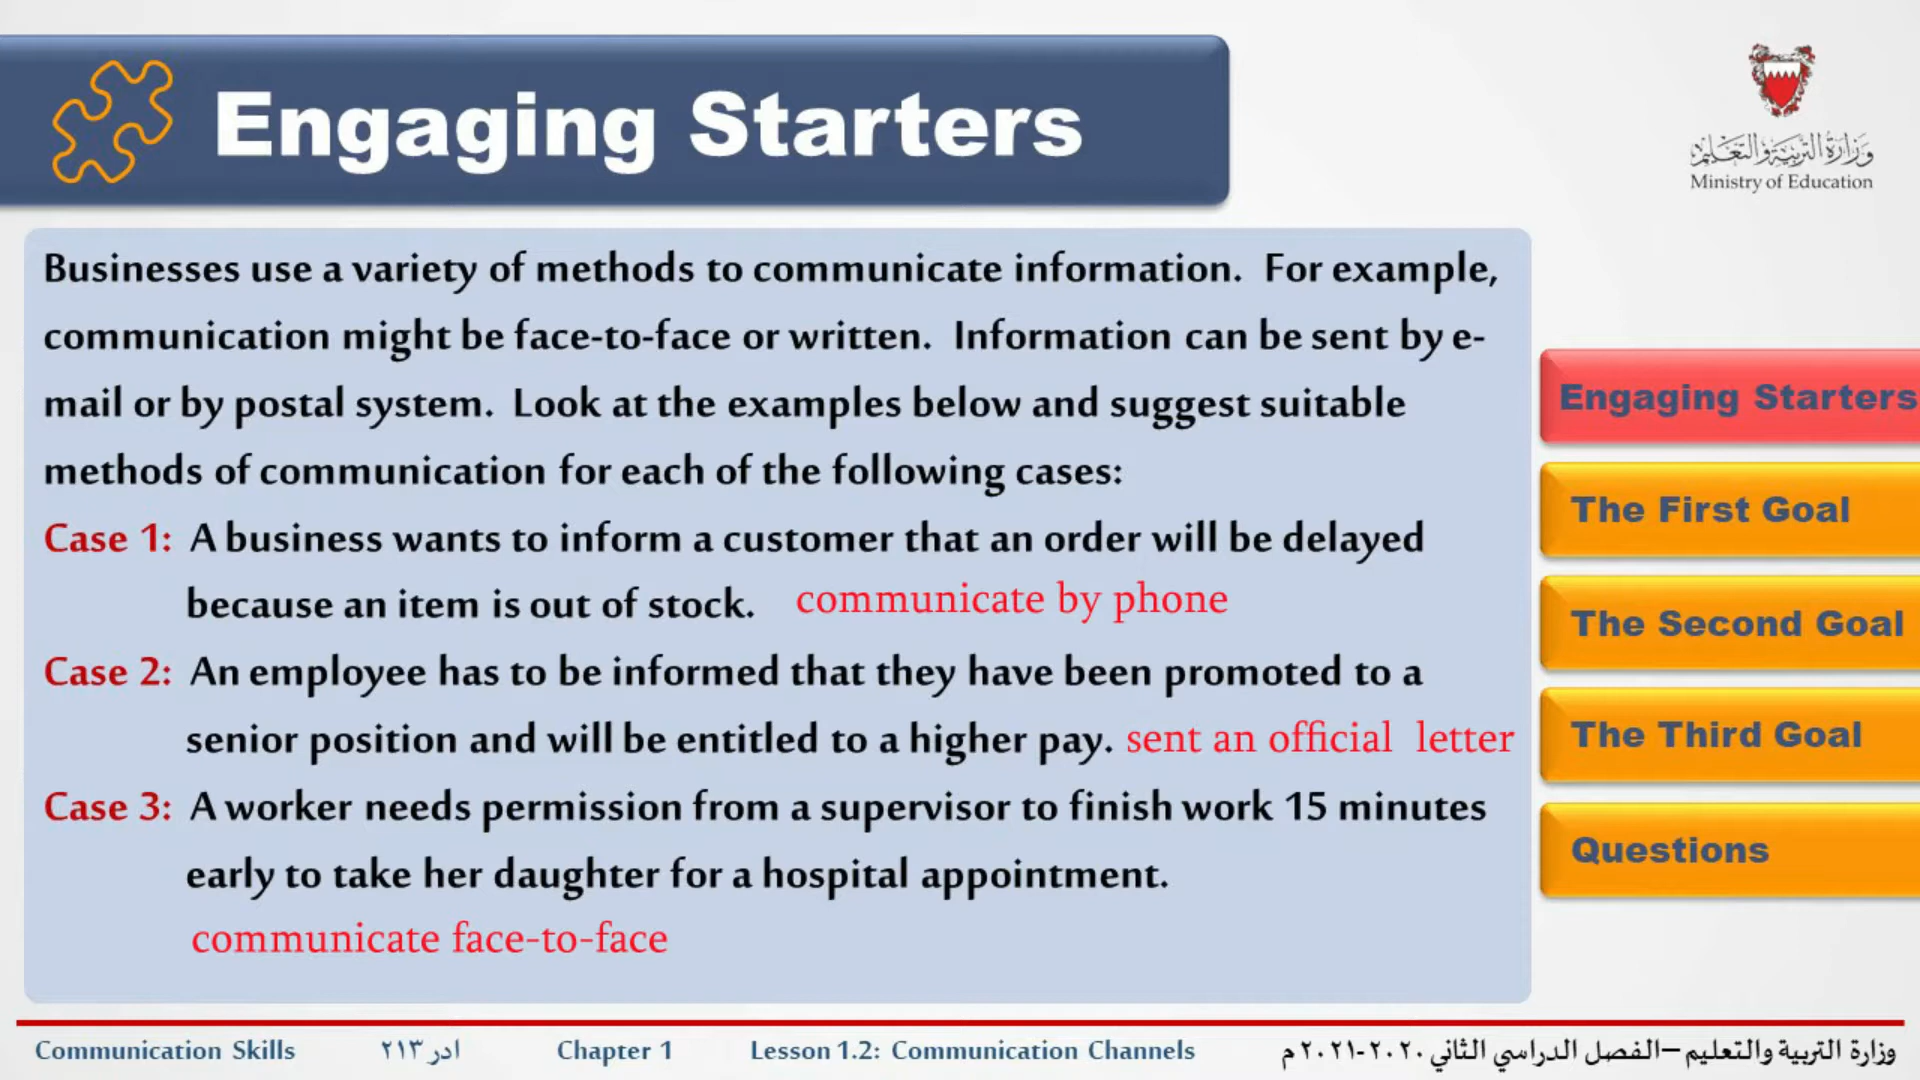 Engaging Starters
وزارة التربية والتعليم
Ministry of Education
Businesses use a variety of methods to communicate information. For example,
communication might be face-to-face or written. Information can be sent by e-
mail or by postal system. Look at the examples below and suggest suitable
methods of communication for each of the following cases:
Case 1: A business wants to inform a customer that an order will be delayed
because an item is out of stock. communicate by phone
Case 2: An employee has to be informed that they have been promoted to a
senior position and will be entitled to a higher pay. sent an official letter
Case 3: A worker needs permission from a supervisor to finish work 15 minutes
early to take her daughter for a hospital appointment.
communicate face-to-face
Engaging Starters
The First Goal
The Second Goal
The Third Goal
Questions
Communication Skills ادر ٢١٣ Chapter 1 Lesson 1.2: Communication Channels وزارة التربية والتعليم –الفصل الدراسي الثاني ٢٠٢٠-٢٠٢١ م